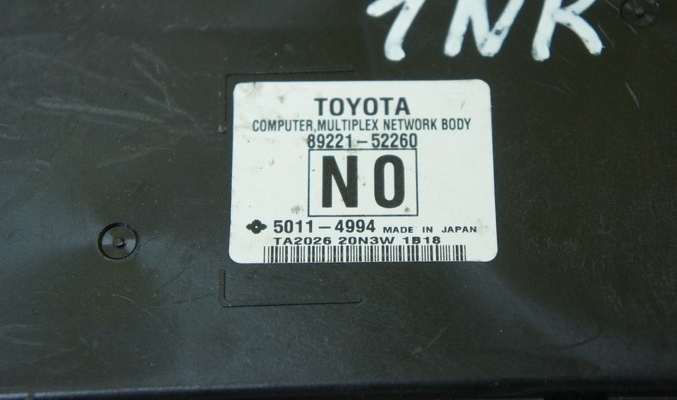 1NR
TOYOTA
COMPUTER,MULTIPLEX NETWORK BODY
89221-52260
NO
5011-4994 MADE IN JAPAN
TA2026 20N3W 1B18